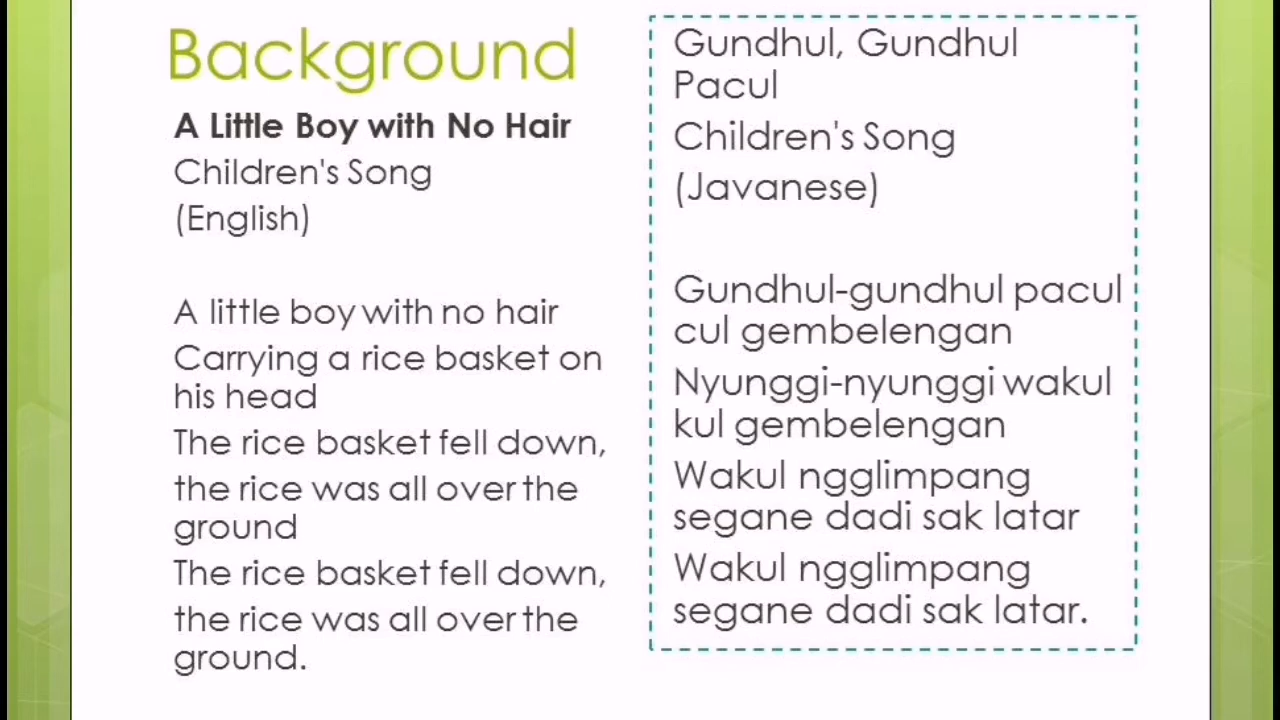 Background
A Little Boy with No Hair
Children's Song
(English)
A little boy with no hair
Carrying a rice basket on
his head
The rice basket fell down,
the rice was all over the
ground
The rice basket fell down,
the rice was all over the
ground.
Gundhul, Gundhul
Pacul
Children's Song
(Javanese)
Gundhul-gundhul pacul
cul gembelengan
Nyunggi-nyunggi wakul
kul gembelengan
Wakul ngglimpang
segane dadi sak latar
Wakul ngglimpang
segane dadi sak latar.